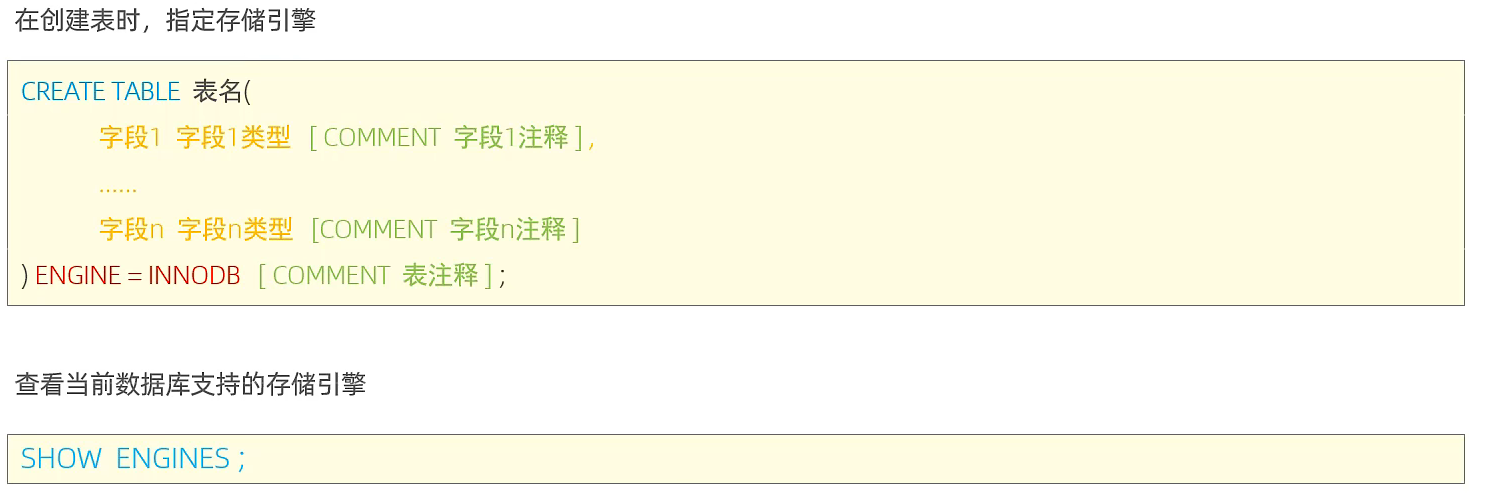 在创建表时，指定存储引擎
CREATE TABLE 表名(
字段1 字段1类型 [ COMMENT 字段1注释 ] ,
......
字段n 字段n类型 [COMMENT 字段n注释 ]
) ENGINE = INNODB [ COMMENT 表注释 ] ;
查看当前数据库支持的存储引擎
SHOW ENGINES ;